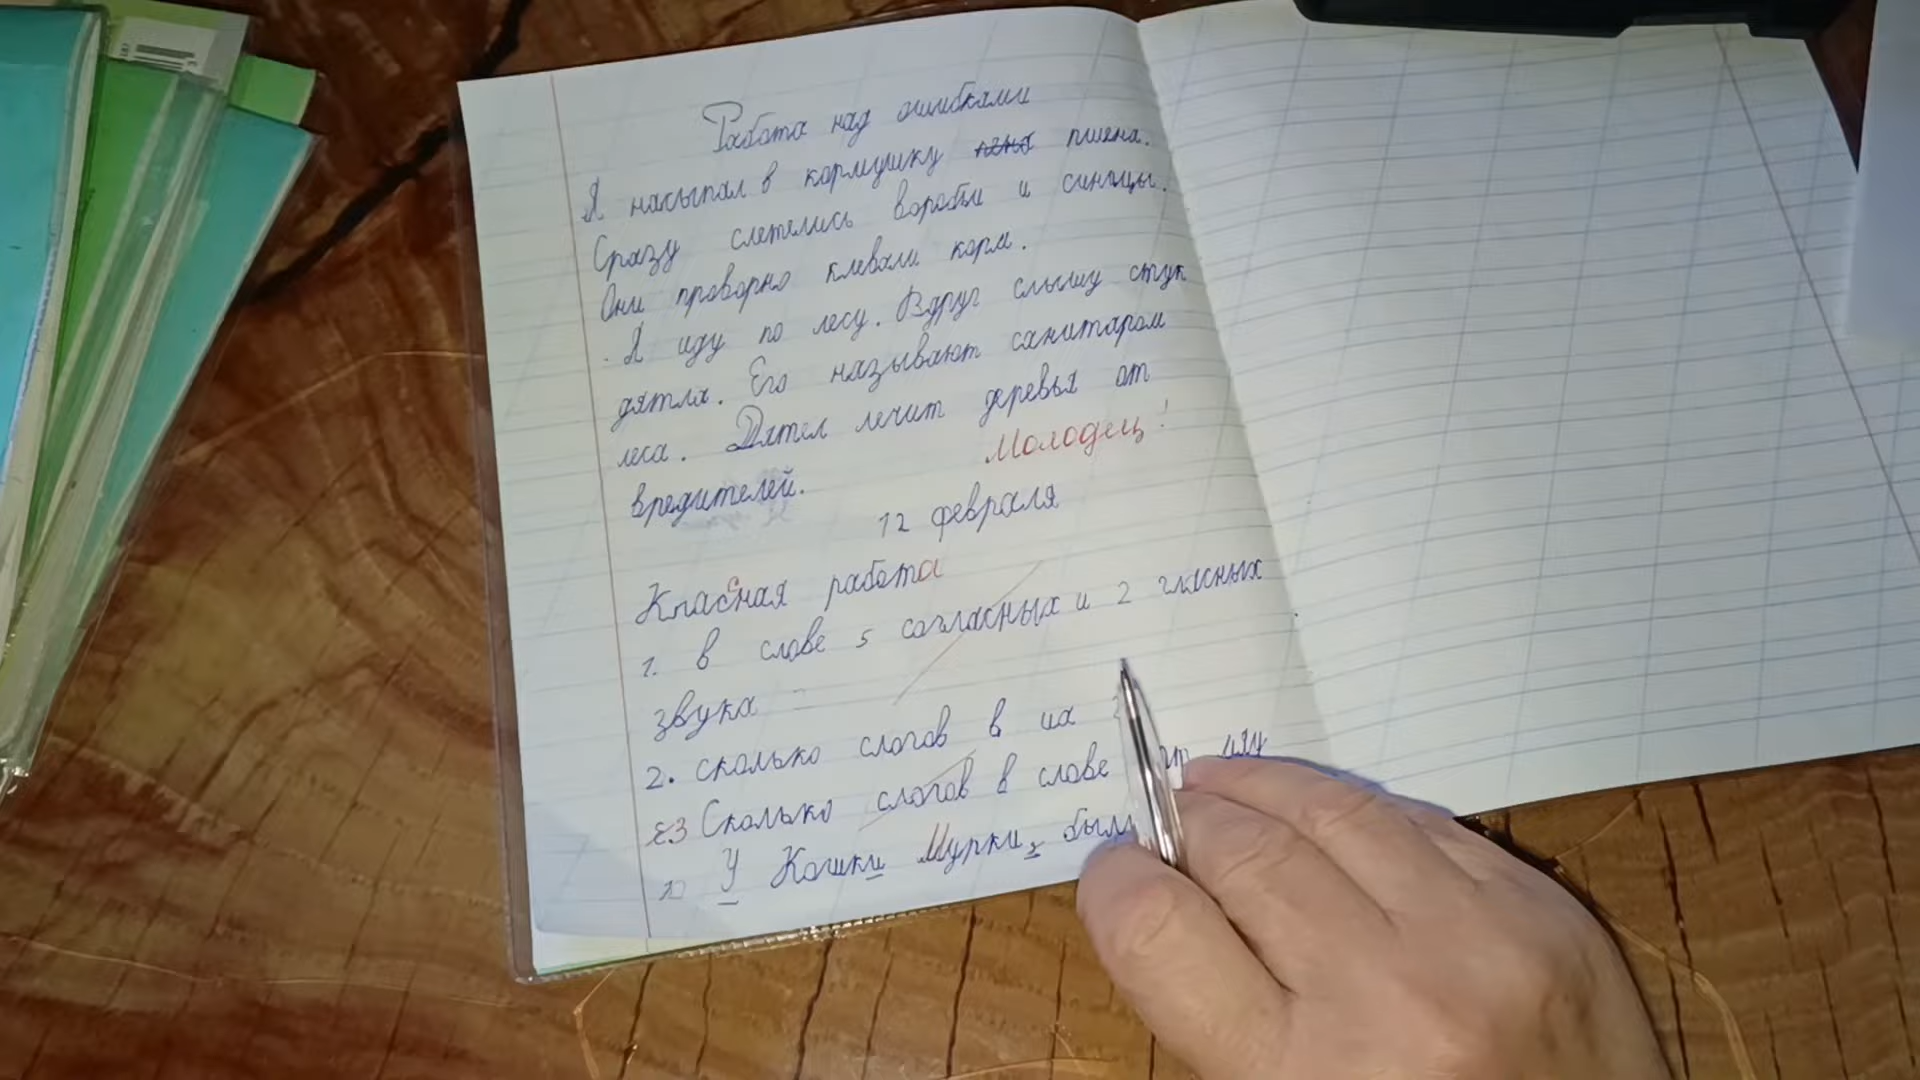 Работа над ошибками
Я насыпал в кормушку пшена.
Сразу слетелись воробьи и синицы.
Они проворно клевали корм.
Я иду по лесу. Вдруг слышу стук
дятла. Его называют санитаром
леса. Дятел лечит деревья от
вредителей.
Молодец!
12 февраля
Класная работа
1. в слове 5 согласных и 2 гласных
звука
2. сколько слогов в
3 Сколько слогов в слове
У Кошки Мурки